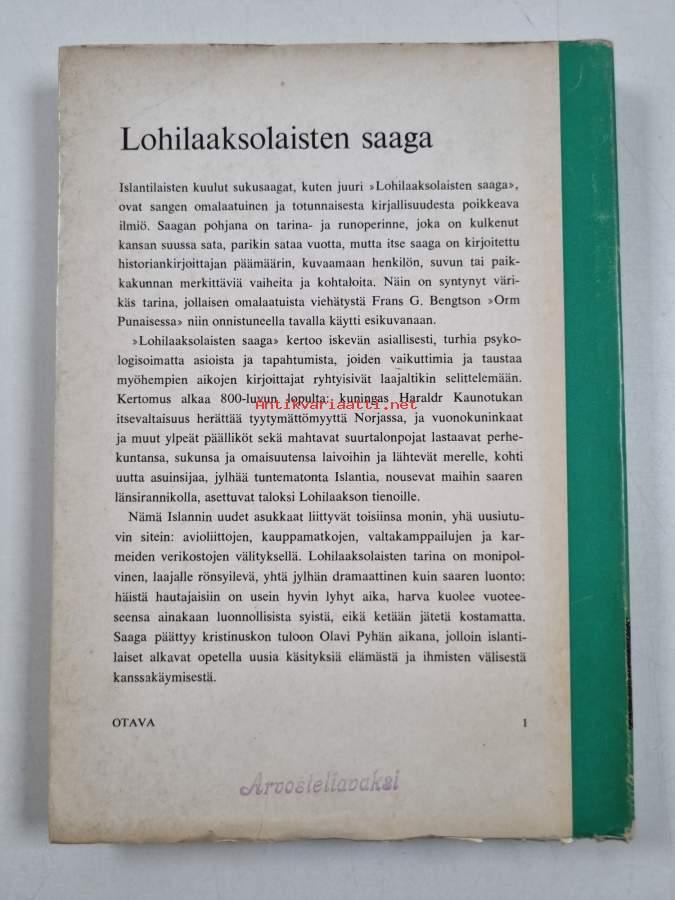 Lohilaaksolaisten saaga
Islantilaisten kuulut sukusaagat, kuten juuri »Lohilaaksolaisten saaga»,
ovat sangen omalaatuinen ja totunnaisesta kirjallisuudesta poikkeava
ilmiö. Saagan pohjana on tarina- ja runoperinne, joka on kulkenut
kansan suussa sata, parikin sataa vuotta, mutta itse saaga on kirjoitettu
historiankirjoittajan päämäärin, kuvaamaan henkilön, suvun tai paik-
kakunnan merkittäviä vaiheita ja kohtaloita. Näin on syntynyt väri-
käs tarina, jollaisen omalaatuista viehätystä Frans G. Bengtson »Orm
Punaisessa» niin onnistuneella tavalla käytti esikuvanaan.
»Lohilaaksolaisten saaga» kertoo iskevän asiallisesti, turhia psyko-
logisoimatta asioista ja tapahtumista, joiden vaikuttimia ja taustaa
myöhempien aikojen kirjoittajat ryhtyisivät laajaltikin selittelemään.
Kertomus alkaa 800-luvun lopulta: kuningas Haraldr Kaunotukan
Antikvariaatti.net
itsevaltaisuus herättää tyytymättömyyttä Norjassa, ja vuonokuninkaat
ja muut ylpeät päälliköt sekä mahtavat suurtalonpojat lastaavat perhe-
kuntansa, sukunsa ja omaisuutensa laivoihin ja lähtevät merelle, kohti
uutta asuinsijaa, jylhää tuntematonta Islantia, nousevat maihin saaren
länsirannikolla, asettuvat taloksi Lohilaakson tienoille.
Nämä Islannin uudet asukkaat liittyvät toisiinsa monin, yhä uusiutu-
vin sitein: avioliittojen, kauppamatkojen, valtakamppailujen ja kar-
meiden verikostojen välityksellä. Lohilaaksolaisten tarina on monipol-
vinen, laajalle rönsyilevä, yhtä jylhän dramaattinen kuin saaren luonto:
häistä hautajaisiin on usein hyvin lyhyt aika, harva kuolee vuotee-
seensa ainakaan luonnollisista syistä, eikä ketään jätetä kostamatta.
Saaga päättyy kristinuskon tuloon Olavi Pyhän aikana, jolloin islanti-
laiset alkavat opetella uusia käsityksiä elämästä ja ihmisten välisestä
kanssakäymisestä.
OTAVA 1
Arvosteltavaksi